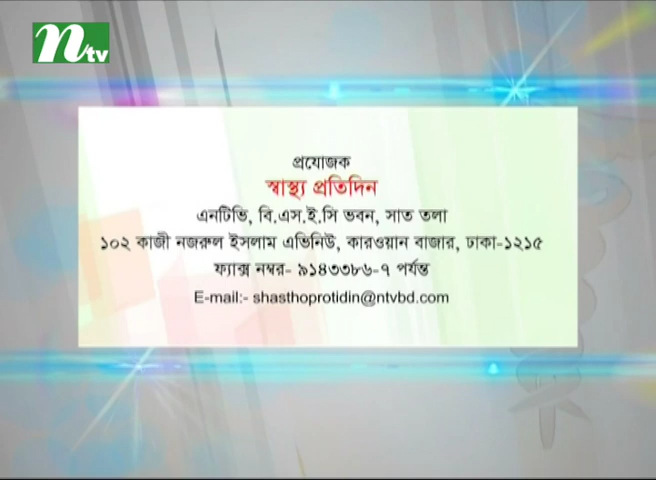 ntv
প্রযোজক
স্বাস্থ্য প্রতিদিন
এনটিভি, বি.এস.ই.সি ভবন, সাত তলা
১০২ কাজী নজরুল ইসলাম এভিনিউ, কারওয়ান বাজার, ঢাকা-১২১৫
ফ্যাক্স নম্বর- ৯১৪৩৩৮৬-৭ পর্যন্ত
E-mail:- shasthoprotidin@ntvbd.com